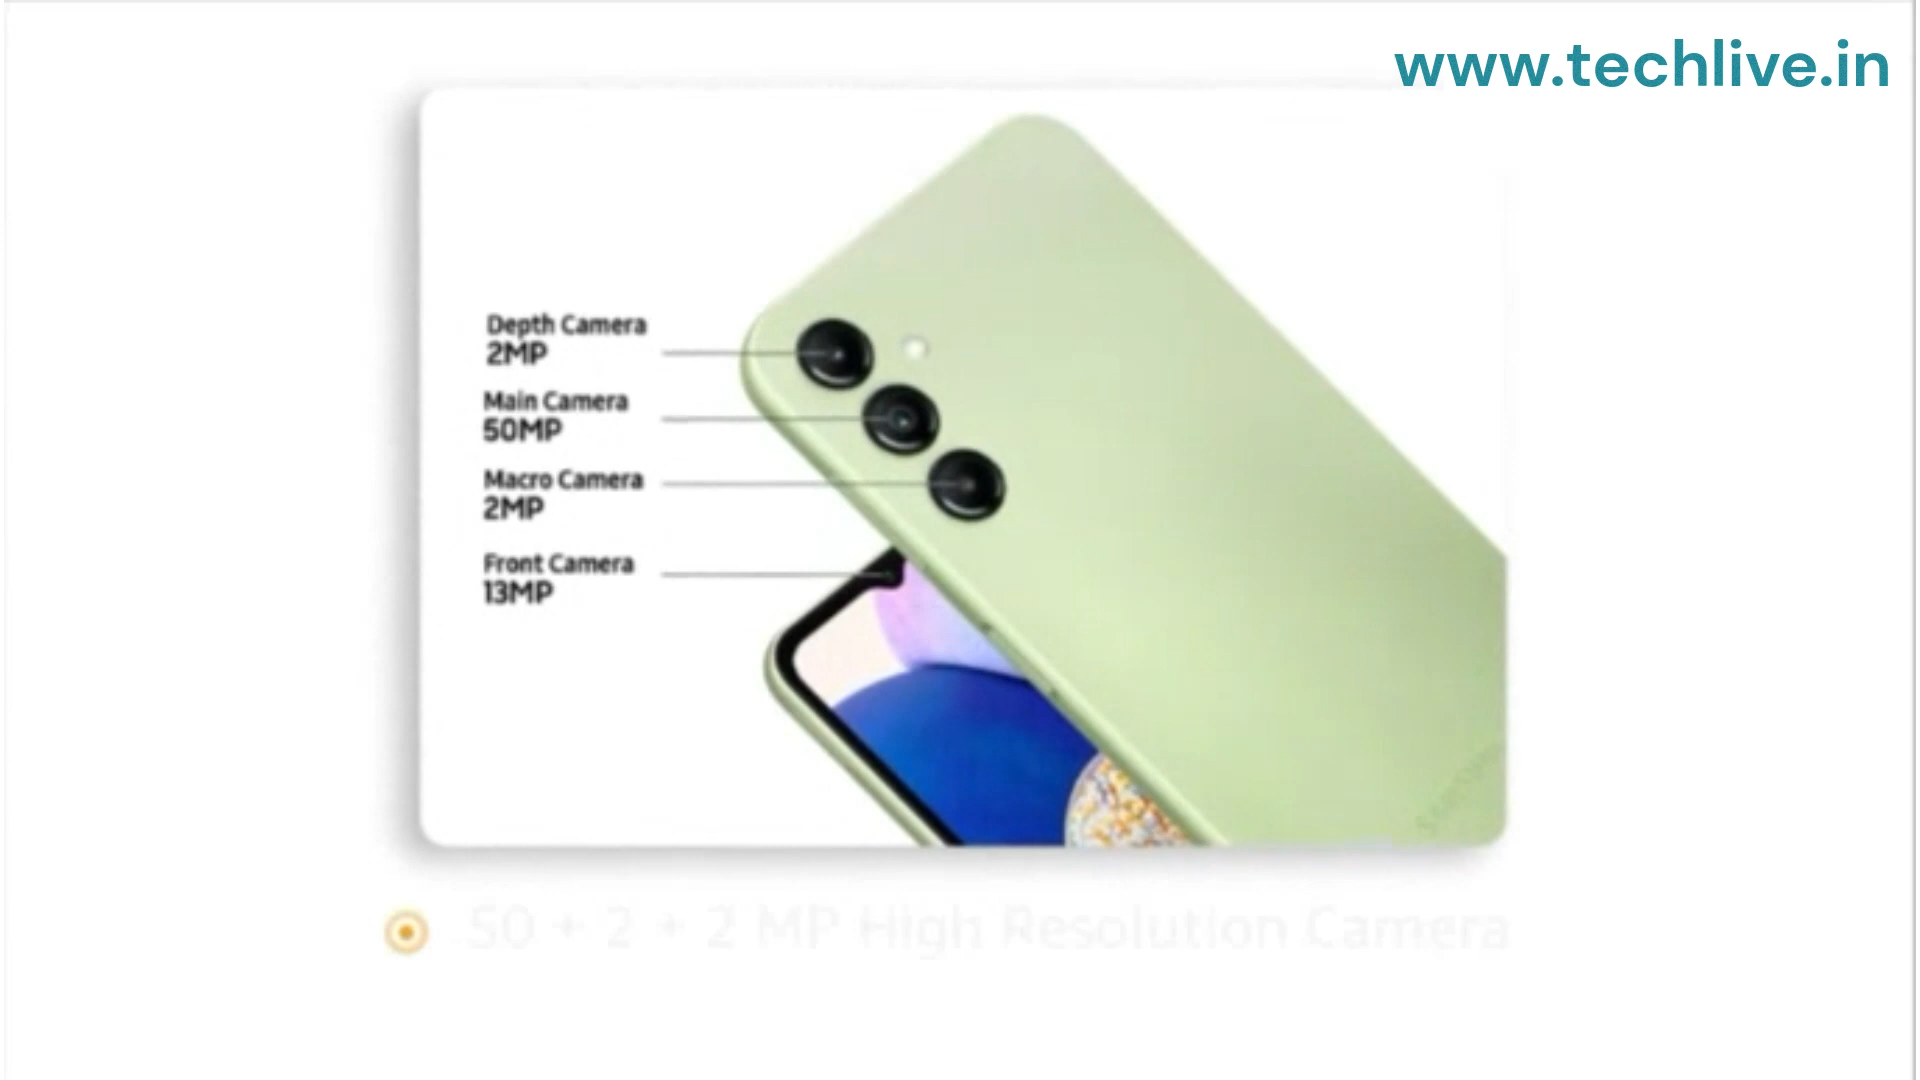 www.techlive.in
Depth Camera
2MP
Main Camera
50MP
Macro Camera
2MP
Front Camera
13MP
SAMSUNG
50 + 2 + 2 MP High Resolution Camera